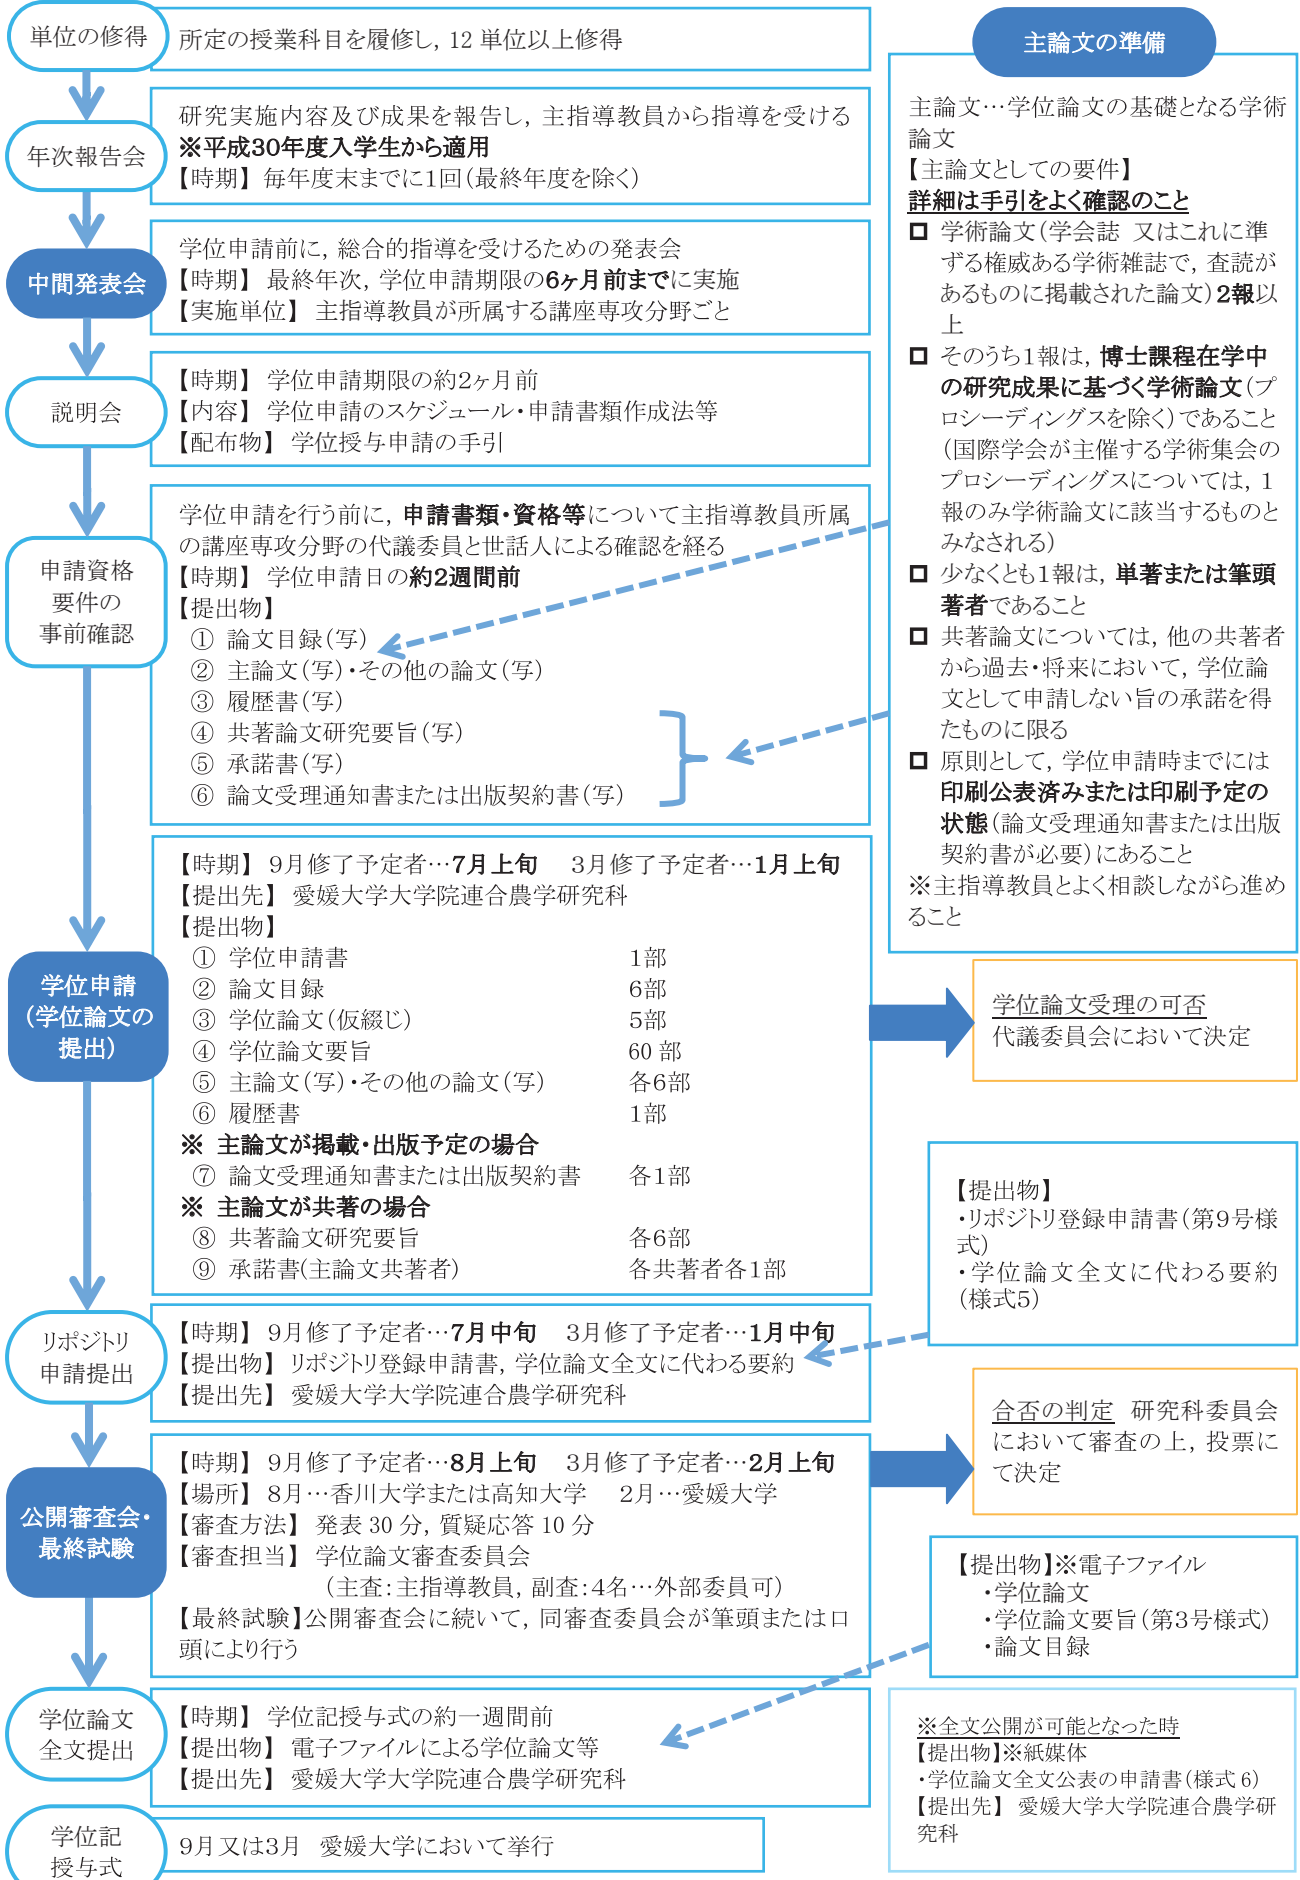 単位の修得
所定の授業科目を履修し，12 単位以上修得
年次報告会
研究実施内容及び成果を報告し，主指導教員から指導を受ける
※平成30年度入学生から適用
【時期】 毎年度末までに1回（最終年度を除く）
中間発表会
学位申請前に，総合的指導を受けるための発表会
【時期】 最終年次，学位申請期限の6ヶ月前までに実施
【実施単位】 主指導教員が所属する講座専攻分野ごと
説明会
【時期】 学位申請期限の約2ヶ月前
【内容】 学位申請のスケジュール・申請書類作成法等
【配布物】 学位授与申請の手引
申請資格
要件の
事前確認
学位申請を行う前に，申請書類・資格等について主指導教員所属
の講座専攻分野の代議委員と世話人による確認を経る
【時期】 学位申請日の約2週間前
【提出物】
① 論文目録（写）
② 主論文（写）・その他の論文（写）
③ 履歴書（写）
④ 共著論文研究要旨（写）
⑤ 承諾書（写）
⑥ 論文受理通知書または出版契約書（写）
学位申請
（学位論文の
提出）
【時期】 9月修了予定者…7月上旬 3月修了予定者…1月上旬
【提出先】 愛媛大学大学院連合農学研究科
【提出物】
① 学位申請書 1部
② 論文目録 6部
③ 学位論文（仮綴じ） 5部
④ 学位論文要旨 60 部
⑤ 主論文（写）・その他の論文（写） 各6部
⑥ 履歴書 1部
※ 主論文が掲載・出版予定の場合
⑦ 論文受理通知書または出版契約書 各1部
※ 主論文が共著の場合
⑧ 共著論文研究要旨 各6部
⑨ 承諾書(主論文共著者) 各共著者各1部
リポジトリ
申請提出
【時期】 9月修了予定者…7月中旬 3月修了予定者…1月中旬
【提出物】 リポジトリ登録申請書，学位論文全文に代わる要約
【提出先】 愛媛大学大学院連合農学研究科
公開審査会・
最終試験
【時期】 9月修了予定者…8月上旬 3月修了予定者…2月上旬
【場所】 8月…香川大学または高知大学 2月…愛媛大学
【審査方法】 発表 30 分，質疑応答 10 分
【審査担当】 学位論文審査委員会
（主査：主指導教員，副査：4名…外部委員可）
【最終試験】公開審査会に続いて，同審査委員会が筆頭または口
頭により行う
学位論文
全文提出
【時期】 学位記授与式の約一週間前
【提出物】 電子ファイルによる学位論文等
【提出先】 愛媛大学大学院連合農学研究科
学位記
授与式
9月又は3月 愛媛大学において挙行
主論文の準備
主論文…学位論文の基礎となる学術
論文
【主論文としての要件】
詳細は手引をよく確認のこと
学術論文（学会誌 又はこれに準
ずる権威ある学術雑誌で，査読が
あるものに掲載された論文）2報以
上
そのうち1報は，博士課程在学中
の研究成果に基づく学術論文（プ
ロシーディングスを除く）であること
（国際学会が主催する学術集会の
プロシーディングスについては，1
報のみ学術論文に該当するものと
みなされる）
少なくとも1報は，単著または筆頭
著者であること
共著論文については，他の共著者
から過去・将来において，学位論
文として申請しない旨の承諾を得
たものに限る
原則として，学位申請時までには
印刷公表済みまたは印刷予定の
状態（論文受理通知書または出版
契約書が必要）にあること
※主指導教員とよく相談しながら進め
ること
学位論文受理の可否
代議委員会において決定
【提出物】
・リポジトリ登録申請書（第9号様
式）
・学位論文全文に代わる要約
（様式5）
合否の判定 研究科委員会
において審査の上，投票に
て決定
【提出物】※電子ファイル
・学位論文
・学位論文要旨（第3号様式）
・論文目録
※全文公開が可能となった時
【提出物】※紙媒体
・学位論文全文公表の申請書（様式 6）
【提出先】 愛媛大学大学院連合農学研
究科